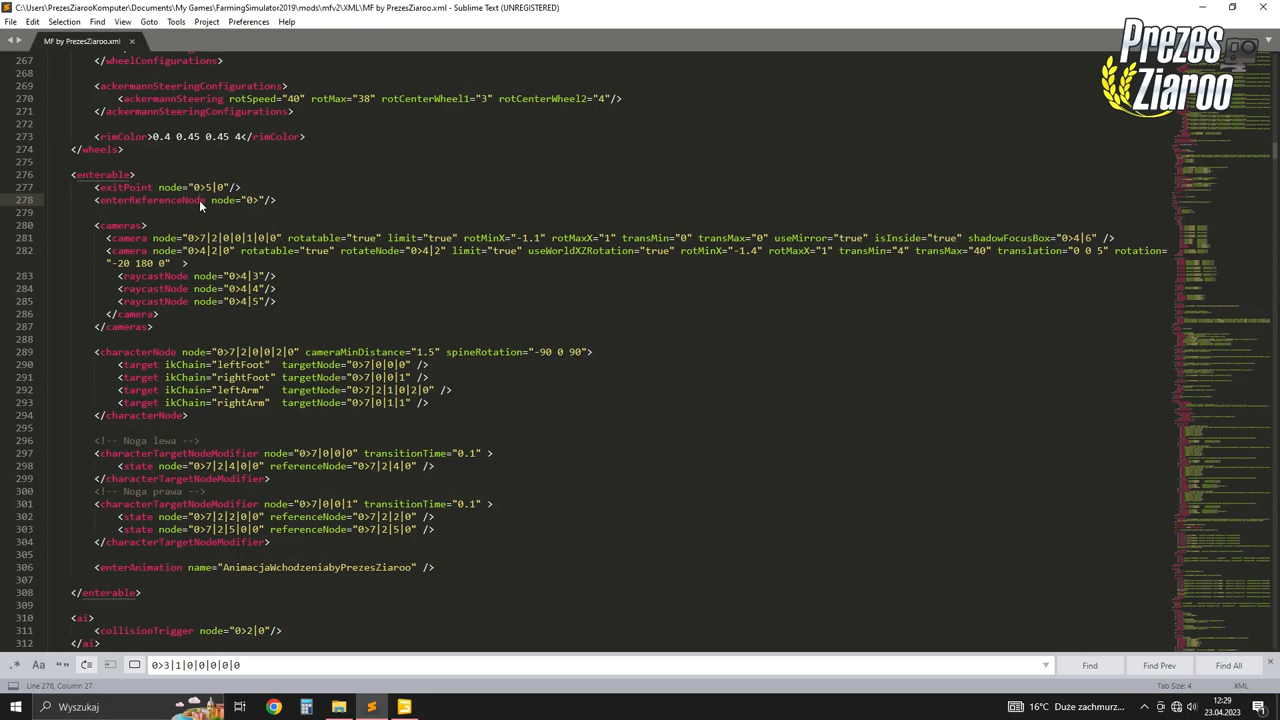 C:\Users\PrezesZiarooKomputer\Documents\My Games\FarmingSimulator2019\mods\mfv2\XML\MF by PrezesZiaroo.xml - Sublime Text (UNREGISTERED)
File Edit Selection Find View Goto Tools Project Preferences Help
MF by PrezesZiaroo.xml
Prezes
Ziaroo
267 </wheelConfigurations>
268
269 <ackermannSteeringConfigurations>
270 <ackermannSteering rotSpeed="40" rotMax="38" rotCenterWheel1="3" rotCenterWheel2="4"/>
271 </ackermannSteeringConfigurations>
272
273 <rimColor>0.4 0.45 0.45 4</rimColor>
274 </wheels>
275
276 <enterable>
277 <exitPoint node="0>5|0"/>
278 <enterReferenceNode node="0>"/>
279
280 <cameras>
281 <camera node="0>7|2|0|0|1|0|0" rotatable="true" limit="true" rotMinX="-1.1" rotMaxX="1" transMin="0" transMax="0" useMirror="true" isInside="true" shadowFocusBox="0>4|6" />
282 <camera node="0>4|2|0" rotatable="true" rotateNode="0>4|2" limit="true" useWorldXZRotation="true" rotMinX="-1.4" rotMaxX="1" transMin="4" transMax="40" translation="0 0 5" rotation=
"-20 180 0" >
283 <raycastNode node="0>4|3"/>
284 <raycastNode node="0>4|4"/>
285 <raycastNode node="0>4|5"/>
286 </camera>
287 </cameras>
288
289 <characterNode node="0>7|2|0|0|2|0" cameraMinDistance="1.5" spineRotation="-90 0 90">
290 <target ikChain="leftFoot" targetNode="0>7|0|0|0" />
291 <target ikChain="rightFoot" targetNode="0>7|0|0|1" />
292 <target ikChain="leftArm" targetNode="0>7|2|1|0|2|0" />
293 <target ikChain="rightArm" targetNode="0>7|0|1|1" />
294 </characterNode>
295
296 <!-- Noga lewa -->
297 <characterTargetNodeModifier node="0>7|0|0|0" transitionTime="0.1" >
298 <state node="0>7|2|4|0|0" referenceNode="0>7|2|4|0" />
299 </characterTargetNodeModifier>
300 <!-- Noga prawa -->
301 <characterTargetNodeModifier node="0>7|0|0|1" transitionTime="0.1" >
302 <state node="0>7|2|2|0|0" referenceNode="0>7|2|2|0" />
303 <state node="0>7|2|5|0|0" referenceNode="0>7|2|5|0" />
304 </characterTargetNodeModifier>
305
306 <enterAnimation name="AnimacjaWchodzeniabyPrezesZiaroo" />
307
308 </enterable>
309
310 <ai>
311 <collisionTrigger node="0>2|0"/>
312 </ai>
.* Aa “” 0>3|1|0|0|0|0|0 Find Find Prev Find All
Line 278, Column 27 Tab Size: 4 XML
Wyszukaj 16°C Duże zachmurz... 12:29
23.04.2023